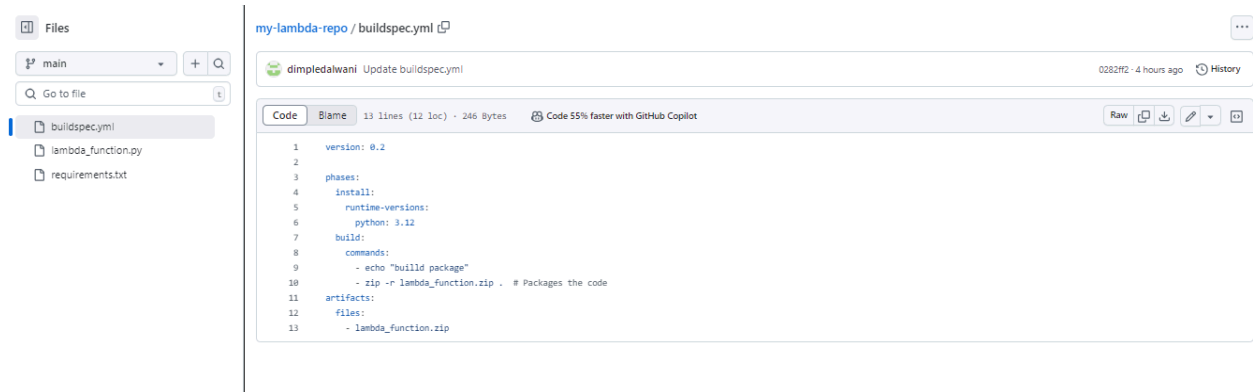 Files
main
Go to file
t
buildspec.yml
lambda_function.py
requirements.txt
my-lambda-repo / buildspec.yml
dimpledalwani Update buildspec.yml
0282ff2 · 4 hours ago History
Code Blame 13 lines (12 loc) · 246 Bytes Code 55% faster with GitHub Copilot Raw
1 version: 0.2
2
3 phases:
4 install:
5 runtime-versions:
6 python: 3.12
7 build:
8 commands:
9 - echo "builld package"
10 - zip -r lambda_function.zip . # Packages the code
11 artifacts:
12 files:
13 - lambda_function.zip